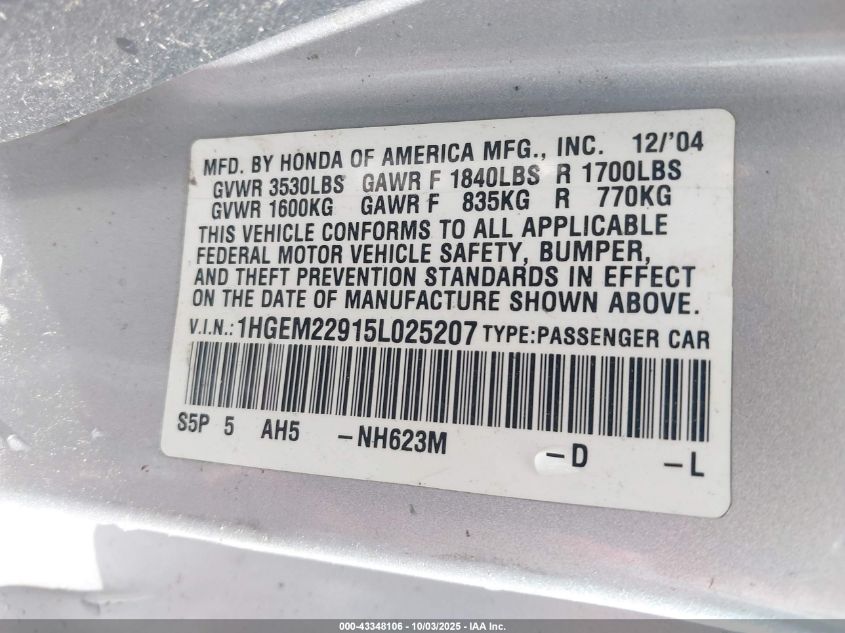 MFD. BY HONDA OF AMERICA MFG., INC. 12/'04
GVWR 3530LBS GAWR F 1840LBS R 1700LBS
GVWR 1600KG GAWR F 835KG R 770KG
THIS VEHICLE CONFORMS TO ALL APPLICABLE
FEDERAL MOTOR VEHICLE SAFETY, BUMPER,
AND THEFT PREVENTION STANDARDS IN EFFECT
ON THE DATE OF MANUFACTURE SHOWN ABOVE.
V.I.N.: 1HGEM22915L025207 TYPE:PASSENGER CAR
S5P 5 AH5 -NH623M -D -L
000-43348106 - 10/03/2025 - IAA Inc.